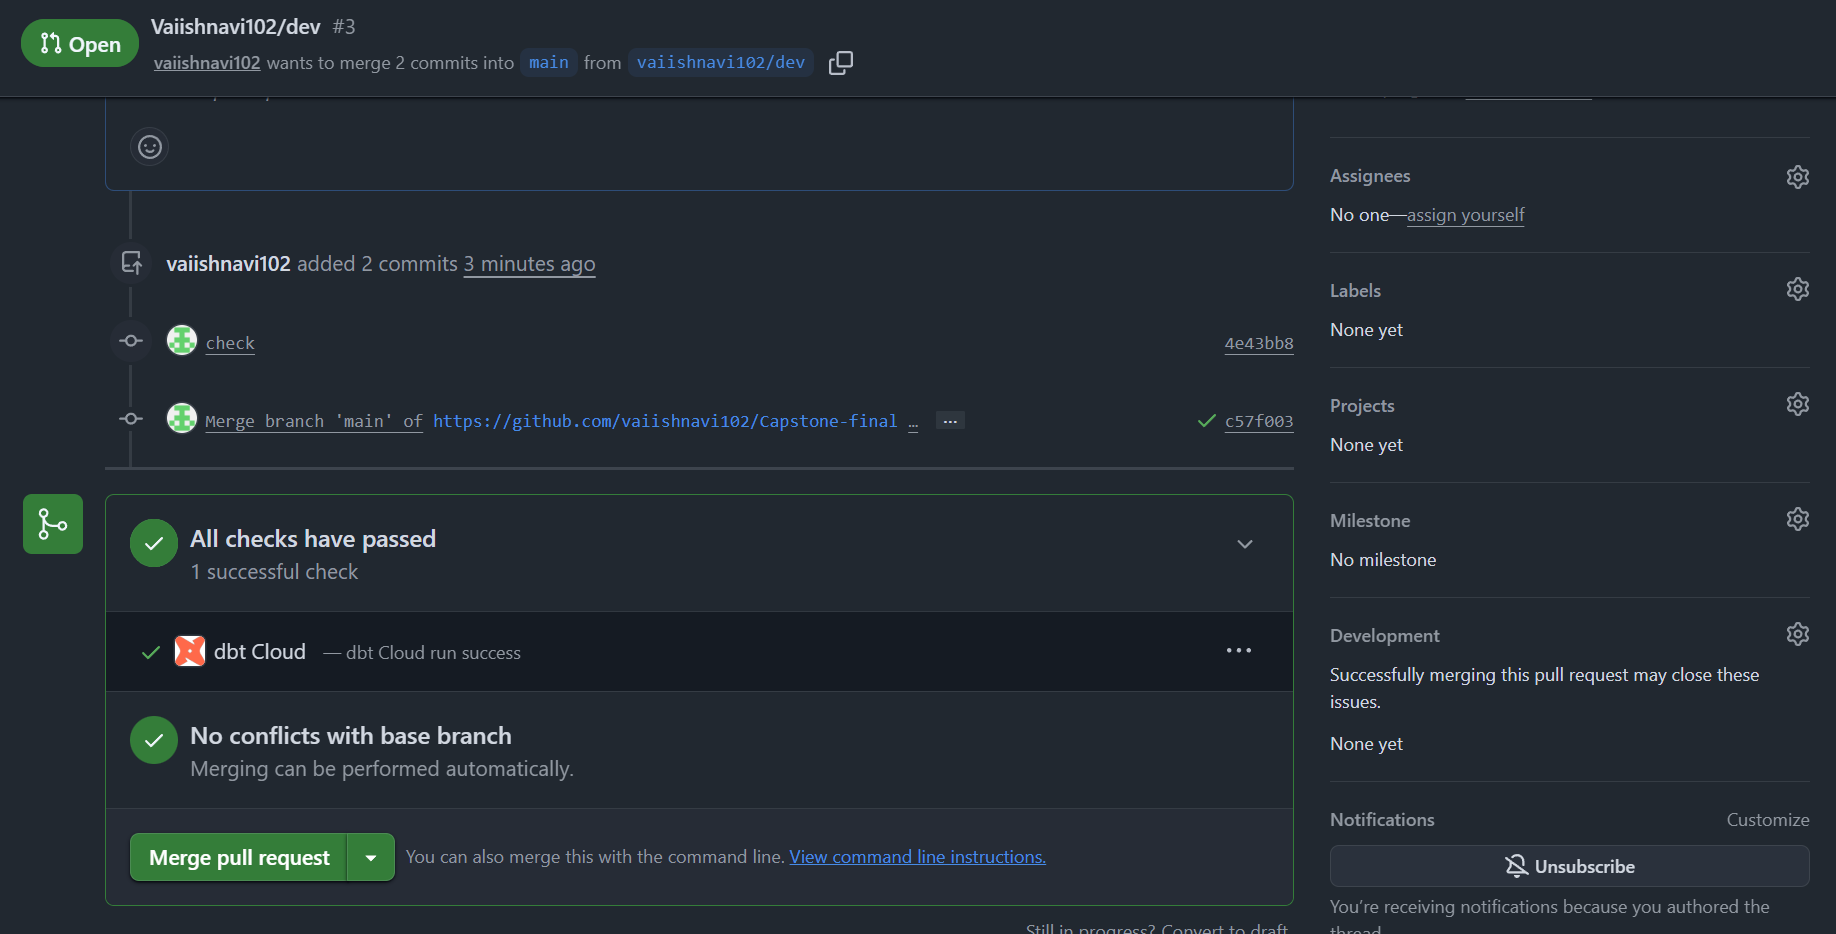 Open
Vaiishnavi102/dev #3
vaiishnavi102 wants to merge 2 commits into main from vaiishnavi102/dev
vaiishnavi102 added 2 commits 3 minutes ago
check 4e43bb8
Merge branch 'main' of https://github.com/vaiishnavi102/Capstone-final … ... c57f003
All checks have passed
1 successful check
dbt Cloud — dbt Cloud run success
No conflicts with base branch
Merging can be performed automatically.
Merge pull request You can also merge this with the command line. View command line instructions.
Still in progress? Convert to draft
Assignees
No one—assign yourself
Labels
None yet
Projects
None yet
Milestone
No milestone
Development
Successfully merging this pull request may close these
issues.
None yet
Notifications Customize
Unsubscribe
You're receiving notifications because you authored the
thread.